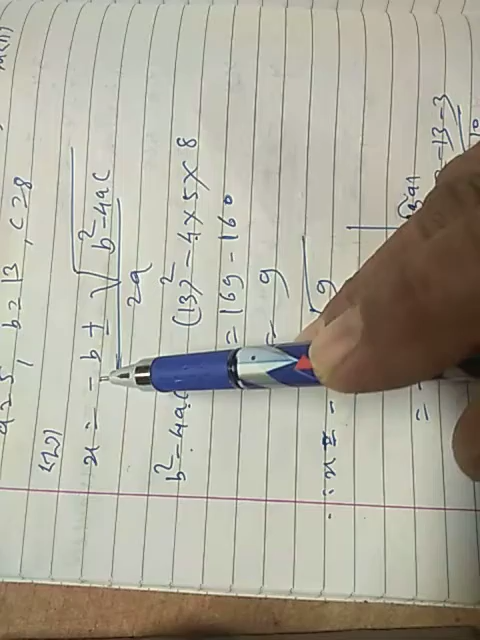 a=5, b=13, c=8
सूत्र
x = -b ± √b²-4ac
2a
b²-4ac (13)² - 4×5×8
= 169 - 160
= 9
∴ x = - √9
= -13-3
10